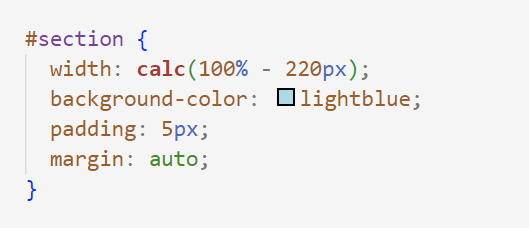 #section {
  width: calc(100% - 220px);
  background-color: lightblue;
  padding: 5px;
  margin: auto;
}